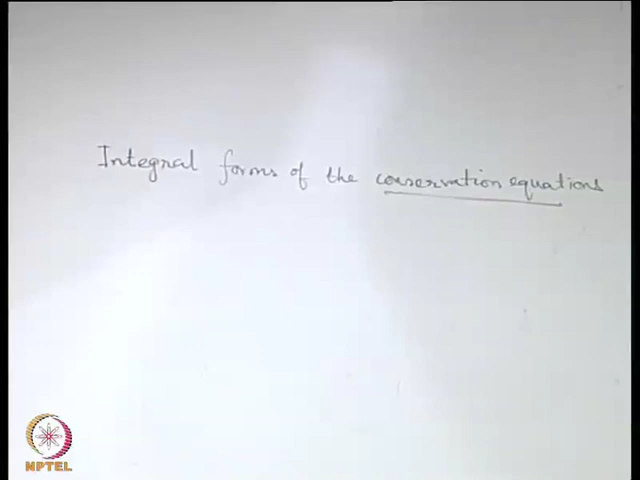 Integral forms of the conservation equations
NPTEL